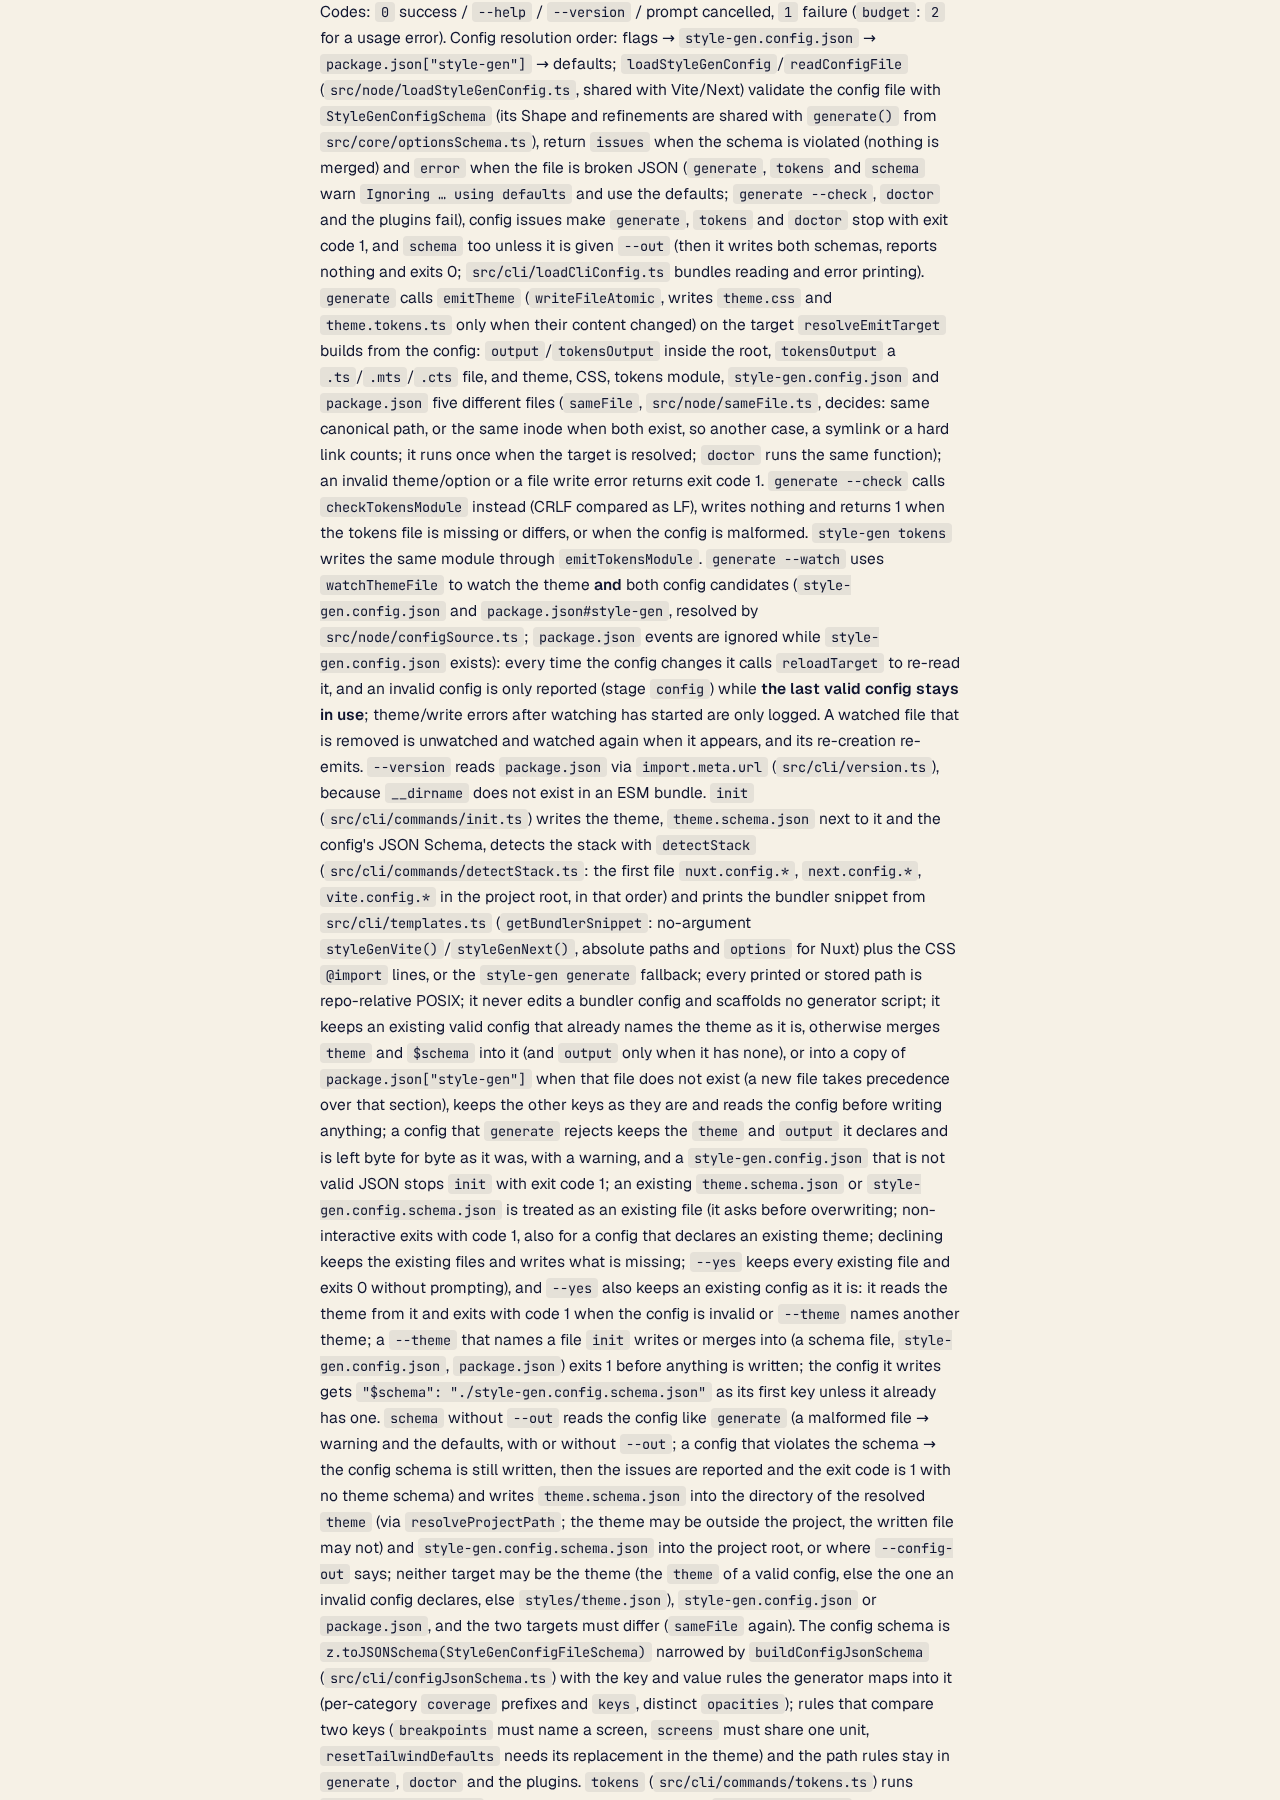 Codes: 0 success / --help / --version / prompt cancelled, 1 failure ( budget : 2
for a usage error). Config resolution order: flags → style-gen.config.json →
package.json["style-gen"] → defaults; loadStyleGenConfig / readConfigFile
( src/node/loadStyleGenConfig.ts , shared with Vite/Next) validate the config file with
StyleGenConfigSchema (its Shape and refinements are shared with generate() from
src/core/optionsSchema.ts ), return issues when the schema is violated (nothing is
merged) and error when the file is broken JSON ( generate , tokens and schema
warn Ignoring … using defaults and use the defaults; generate --check , doctor
and the plugins fail), config issues make generate , tokens and doctor stop with exit
code 1, and schema too unless it is given --out (then it writes both schemas, reports
nothing and exits 0; src/cli/loadCliConfig.ts bundles reading and error printing).
generate calls emitTheme ( writeFileAtomic , writes theme.css and
theme.tokens.ts only when their content changed) on the target resolveEmitTarget
builds from the config: output / tokensOutput inside the root, tokensOutput a
.ts / .mts / .cts file, and theme, CSS, tokens module, style-gen.config.json and
package.json five different files ( sameFile , src/node/sameFile.ts , decides: same
canonical path, or the same inode when both exist, so another case, a symlink or a hard
link counts; it runs once when the target is resolved; doctor runs the same function);
an invalid theme/option or a file write error returns exit code 1. generate --check calls
checkTokensModule instead (CRLF compared as LF), writes nothing and returns 1 when
the tokens file is missing or differs, or when the config is malformed. style-gen tokens
writes the same module through emitTokensModule . generate --watch uses
watchThemeFile to watch the theme and both config candidates ( style-
gen.config.json and package.json#style-gen , resolved by
src/node/configSource.ts ; package.json events are ignored while style-
gen.config.json exists): every time the config changes it calls reloadTarget to re-read
it, and an invalid config is only reported (stage config ) while the last valid config stays
in use; theme/write errors after watching has started are only logged. A watched file that
is removed is unwatched and watched again when it appears, and its re-creation re-
emits. --version reads package.json via import.meta.url ( src/cli/version.ts ),
because __dirname does not exist in an ESM bundle. init
( src/cli/commands/init.ts ) writes the theme, theme.schema.json next to it and the
config's JSON Schema, detects the stack with detectStack
( src/cli/commands/detectStack.ts : the first file nuxt.config.* , next.config.* ,
vite.config.* in the project root, in that order) and prints the bundler snippet from
src/cli/templates.ts ( getBundlerSnippet : no-argument
styleGenVite() / styleGenNext() , absolute paths and options for Nuxt) plus the CSS
@import lines, or the style-gen generate fallback; every printed or stored path is
repo-relative POSIX; it never edits a bundler config and scaffolds no generator script; it
keeps an existing valid config that already names the theme as it is, otherwise merges
theme and $schema into it (and output only when it has none), or into a copy of
package.json["style-gen"] when that file does not exist (a new file takes precedence
over that section), keeps the other keys as they are and reads the config before writing
anything; a config that generate rejects keeps the theme and output it declares and
is left byte for byte as it was, with a warning, and a style-gen.config.json that is not
valid JSON stops init with exit code 1; an existing theme.schema.json or style-
gen.config.schema.json is treated as an existing file (it asks before overwriting; non-
interactive exits with code 1, also for a config that declares an existing theme; declining
keeps the existing files and writes what is missing; --yes keeps every existing file and
exits 0 without prompting), and --yes also keeps an existing config as it is: it reads the
theme from it and exits with code 1 when the config is invalid or --theme names another
theme; a --theme that names a file init writes or merges into (a schema file, style-
gen.config.json , package.json ) exits 1 before anything is written; the config it writes
gets "$schema": "./style-gen.config.schema.json" as its first key unless it already
has one. schema without --out reads the config like generate (a malformed file →
warning and the defaults, with or without --out ; a config that violates the schema →
the config schema is still written, then the issues are reported and the exit code is 1 with
no theme schema) and writes theme.schema.json into the directory of the resolved
theme (via resolveProjectPath ; the theme may be outside the project, the written file
may not) and style-gen.config.schema.json into the project root, or where --config-
out says; neither target may be the theme (the theme of a valid config, else the one an
invalid config declares, else styles/theme.json ), style-gen.config.json or
package.json , and the two targets must differ ( sameFile again). The config schema is
z.toJSONSchema(StyleGenConfigFileSchema) narrowed by buildConfigJsonSchema
( src/cli/configJsonSchema.ts ) with the key and value rules the generator maps into it
(per-category coverage prefixes and keys , distinct opacities ); rules that compare
two keys ( breakpoints must name a screen, screens must share one unit,
resetTailwindDefaults needs its replacement in the theme) and the path rules stay in
generate , doctor and the plugins. tokens ( src/cli/commands/tokens.ts ) runs